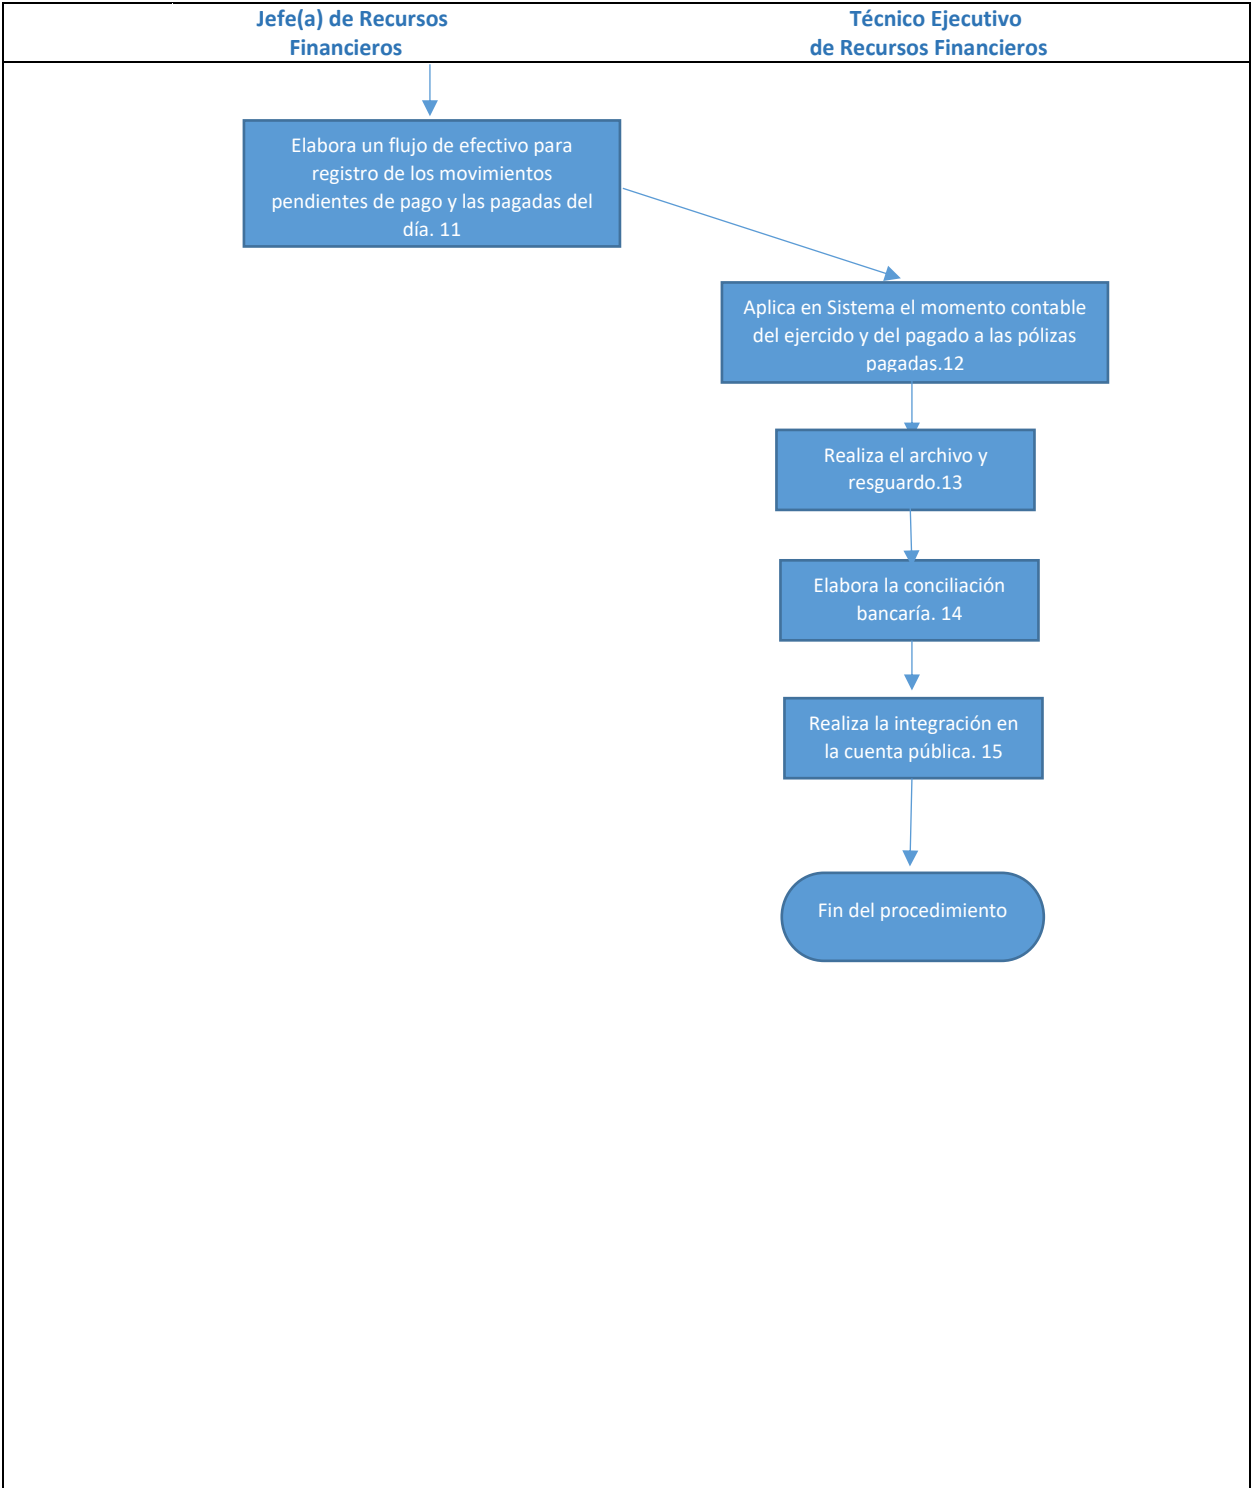 Jefe(a) de Recursos
Financieros
Técnico Ejecutivo
de Recursos Financieros
Elabora un flujo de efectivo para
registro de los movimientos
pendientes de pago y las pagadas del
día. 11
Aplica en Sistema el momento contable
del ejercido y del pagado a las pólizas
pagadas.12
Realiza el archivo y
resguardo.13
Elabora la conciliación
bancaría. 14
Realiza la integración en
la cuenta pública. 15
Fin del procedimiento